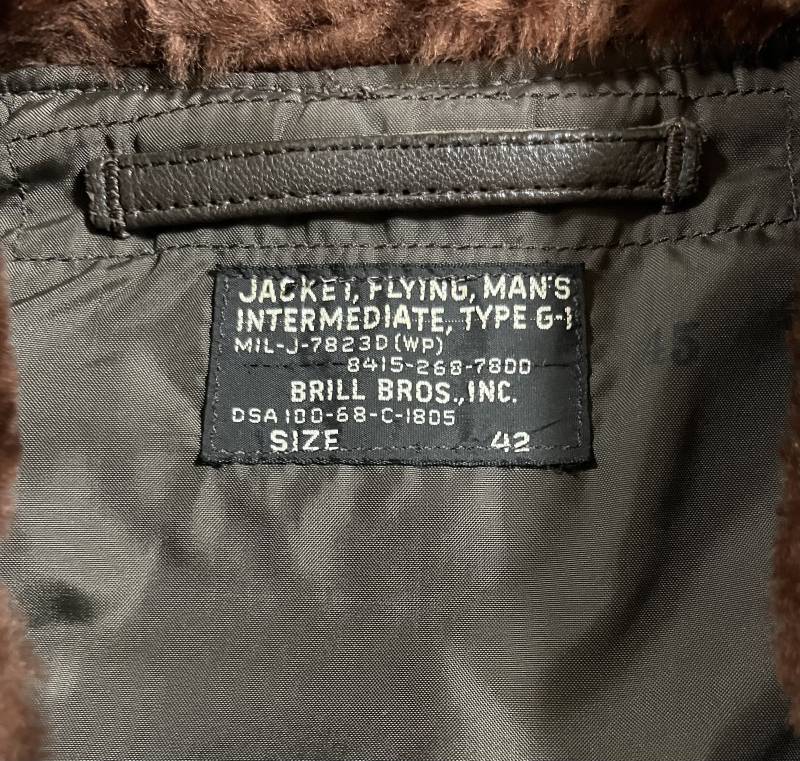 JACKET, FLYING, MAN'S
INTERMEDIATE, TYPE G-1
MIL-J-7823D(WP)
8415-268-7800
BRILL BROS., INC.
DSA 100-68-C-1805
SIZE 42